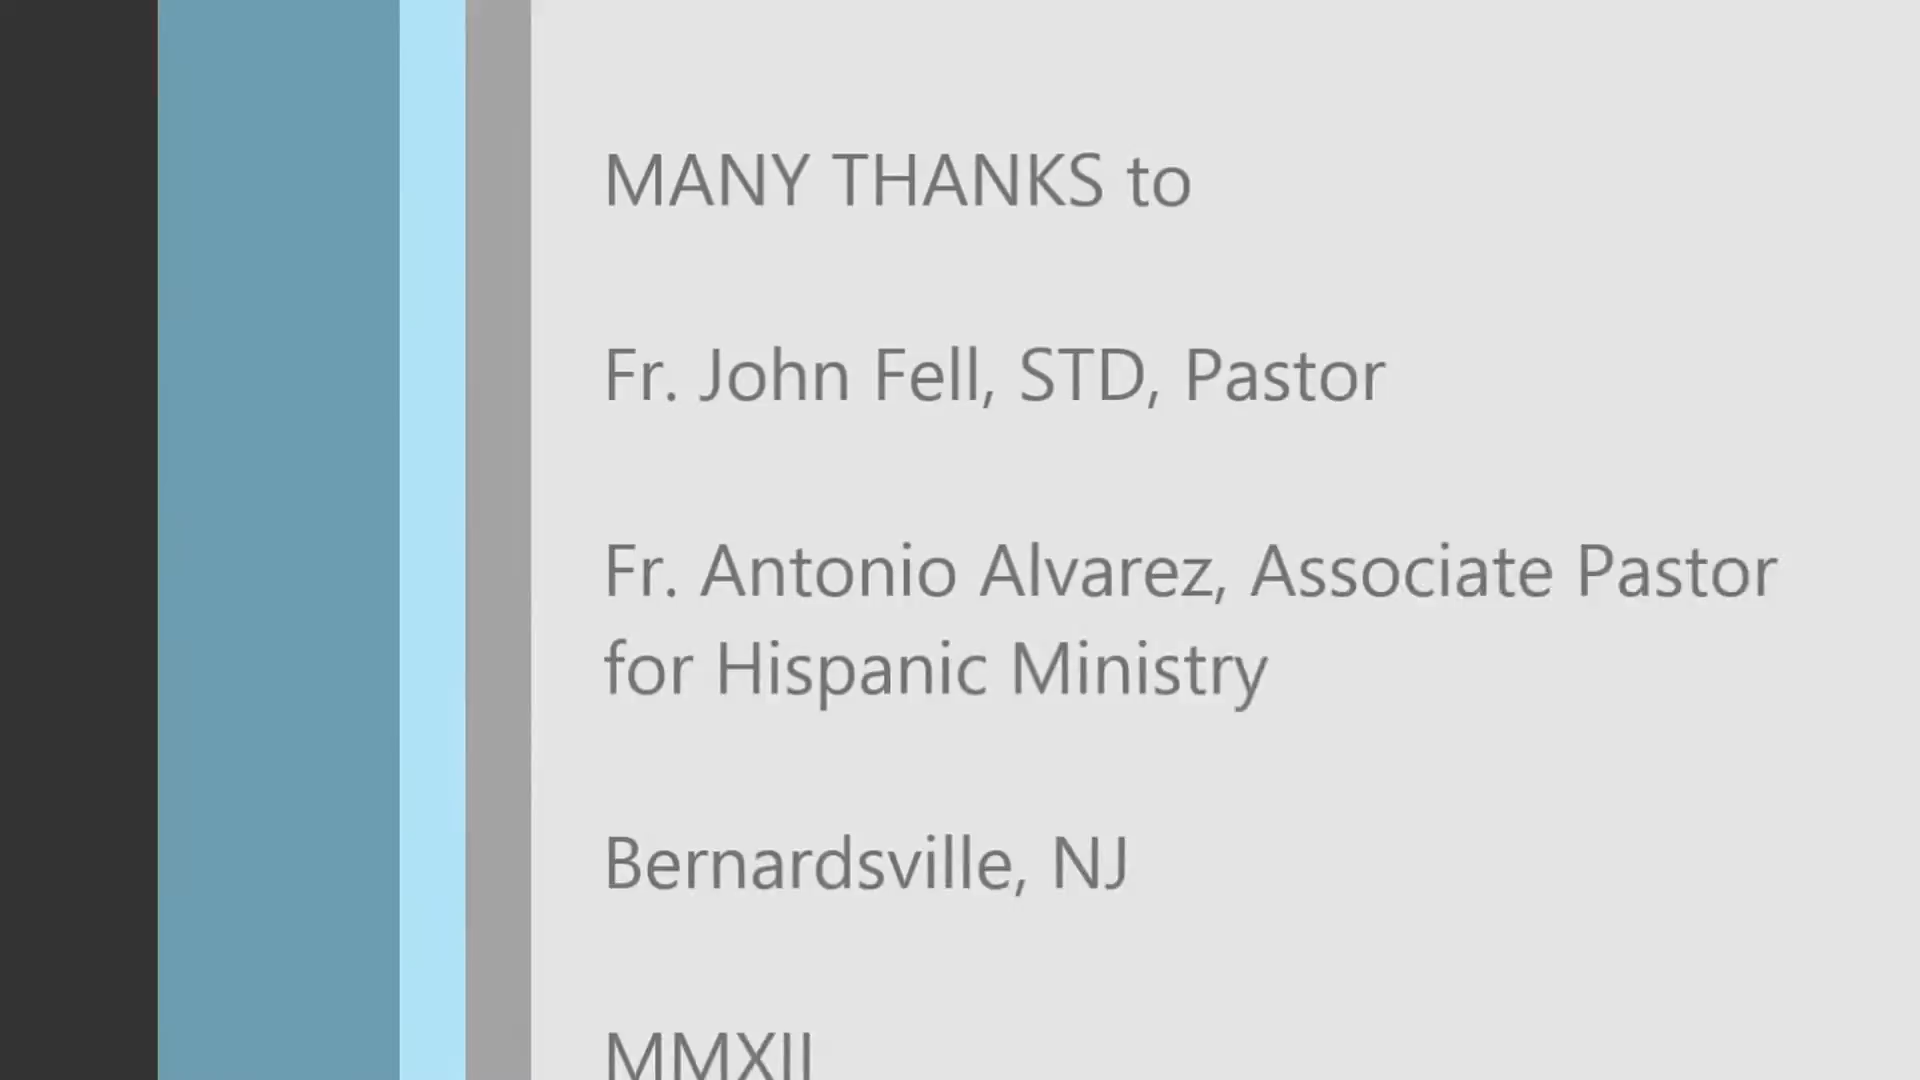 MANY THANKS to
Fr. John Fell, STD, Pastor
Fr. Antonio Alvarez, Associate Pastor
for Hispanic Ministry
Bernardsville, NJ
MMXII